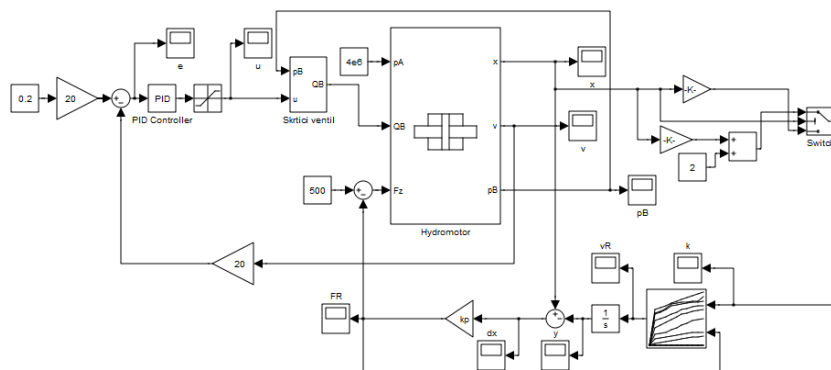 e
u
0.2
20
PID
PID Controller
pB
QB
u
Skrtici ventil
4e6
pA
QB
Fz
x
v
pB
Hydromotor
x
v
pB
-K-
-K-
2
+
+
Switch
500
20
FR
kp
dx
y
1
s
vR
k